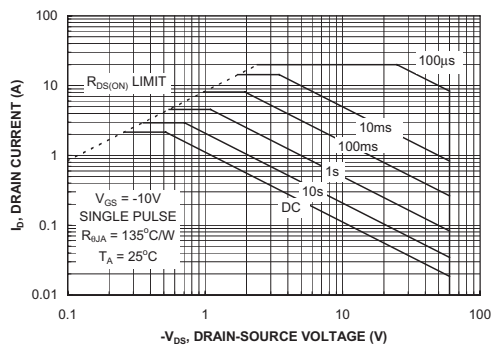 100
10
1
0.1
0.01
I_D, DRAIN CURRENT (A)
R_DS(ON) LIMIT
100μs
10ms
100ms
1s
10s
DC
V_GS = -10V
SINGLE PULSE
R_θJA = 135°C/W
T_A = 25°C
0.1
1
10
100
-V_DS, DRAIN-SOURCE VOLTAGE (V)